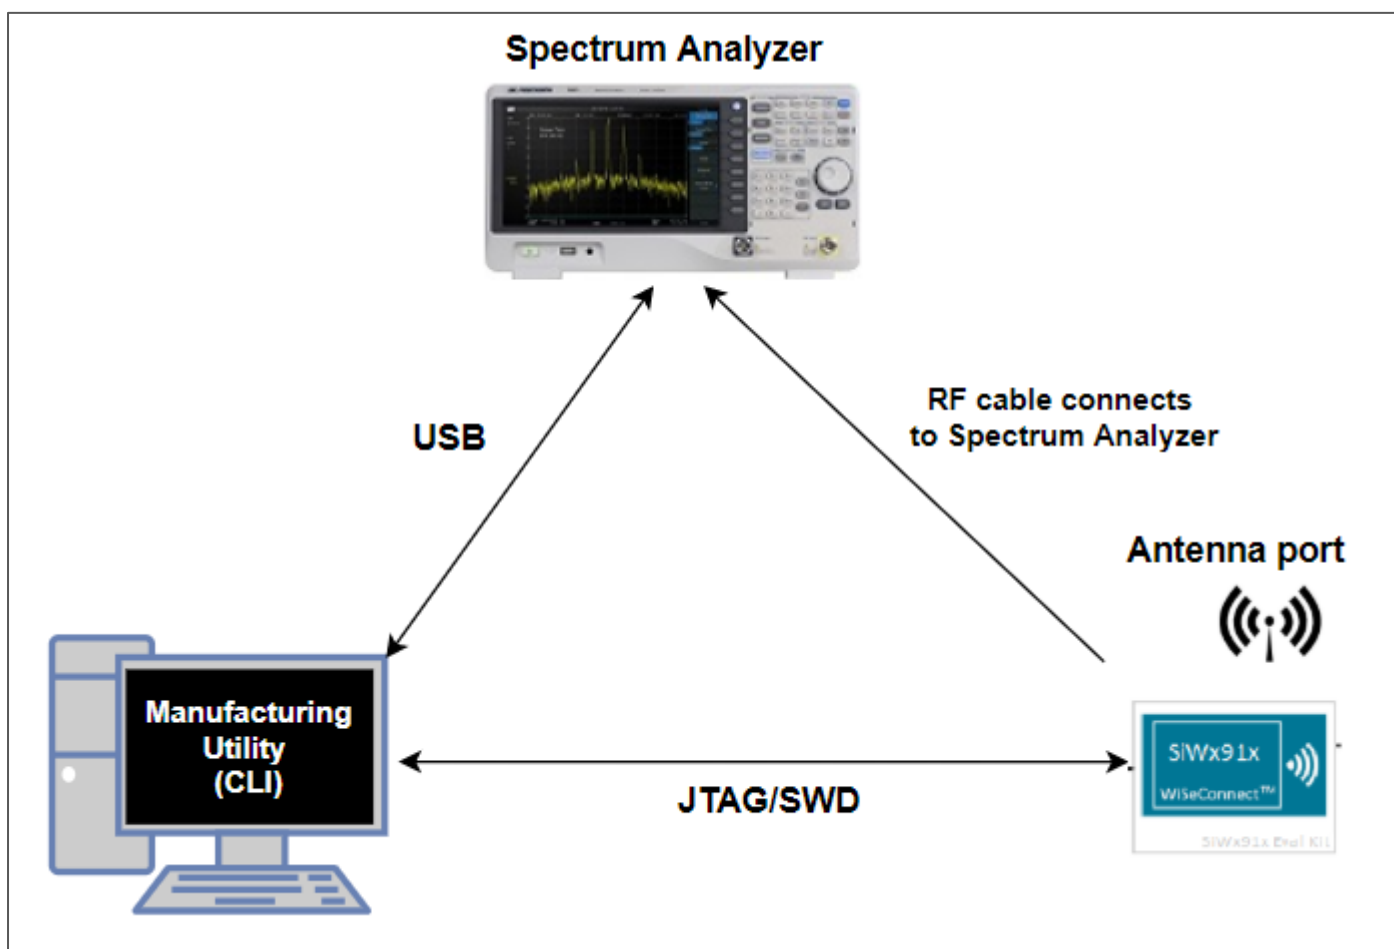 Spectrum Analyzer
USB
RF cable connects
to Spectrum Analyzer
Antenna port
Manufacturing
Utility
(CLI)
JTAG/SWD
SiWx91x
WiSeConnect™
SiWx91x Eval Kit